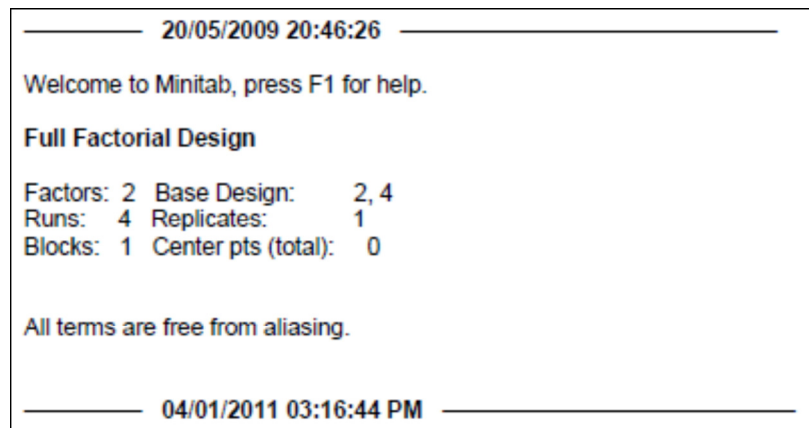 20/05/2009 20:46:26
Welcome to Minitab, press F1 for help.
Full Factorial Design
Factors: 2 Base Design: 2, 4
Runs: 4 Replicates: 1
Blocks: 1 Center pts (total): 0
All terms are free from aliasing.
04/01/2011 03:16:44 PM